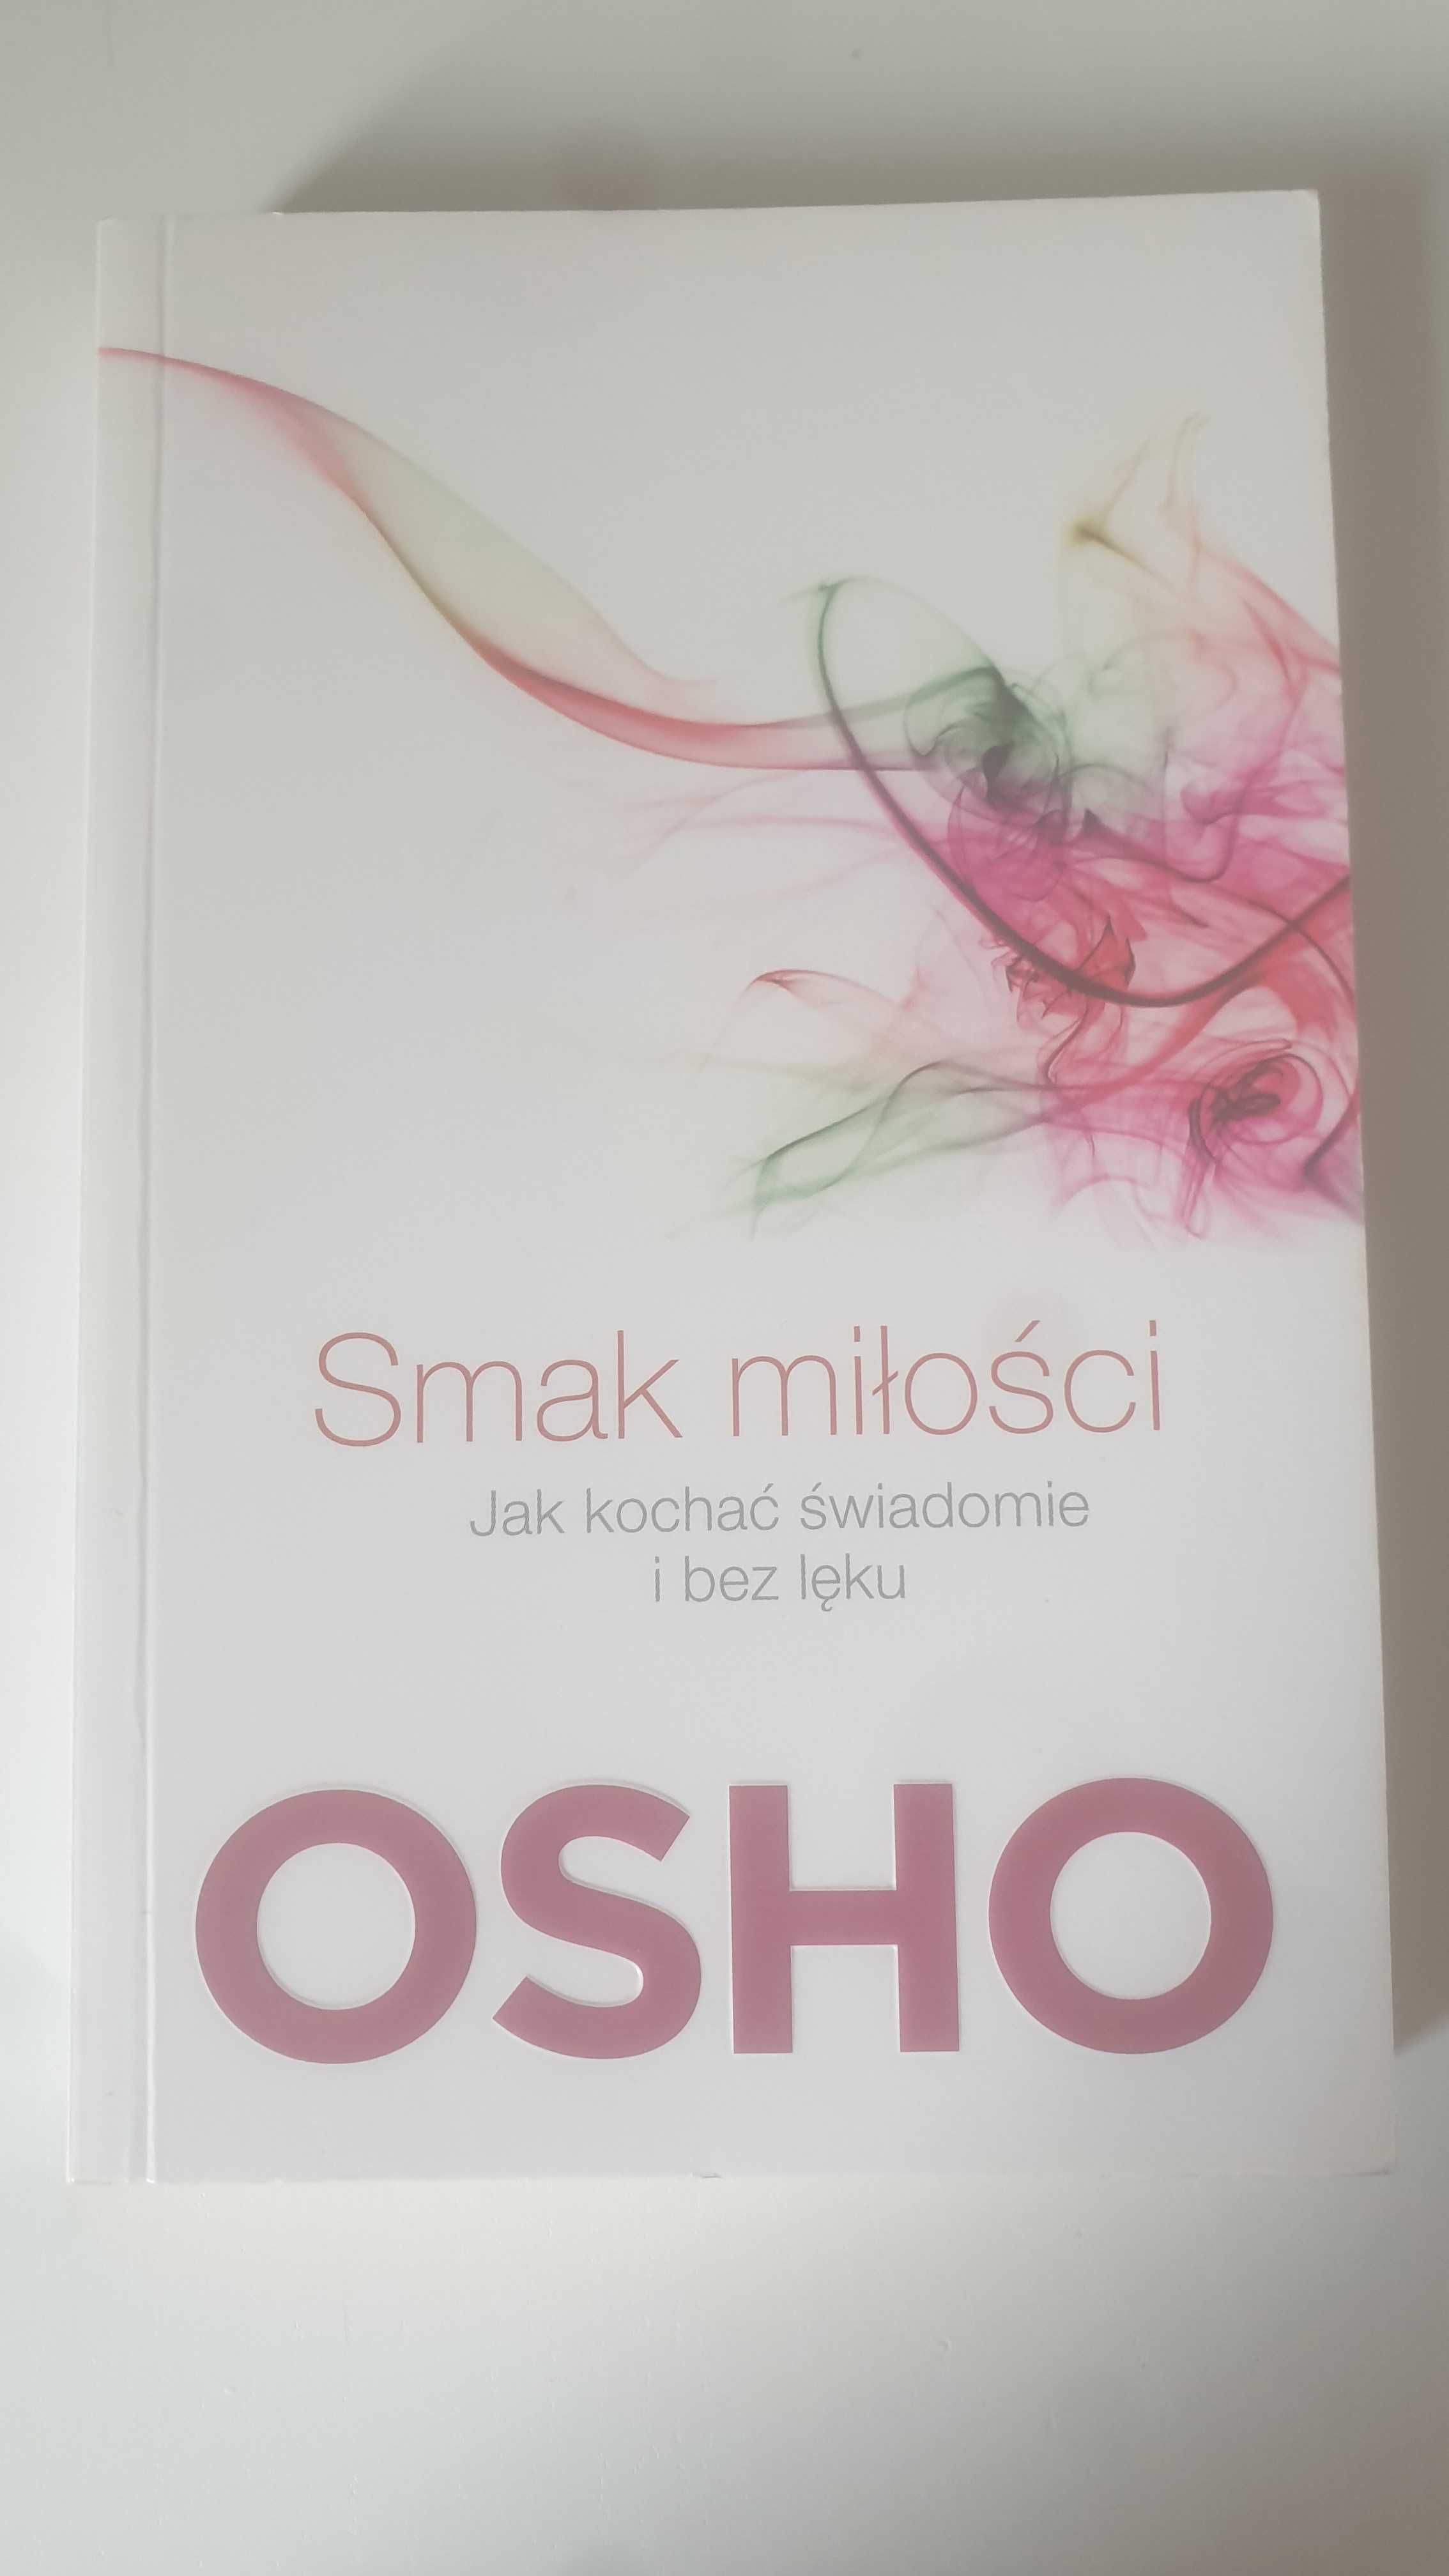 Smak miłości
Jak kochać świadomie
i bez lęku
OSHO